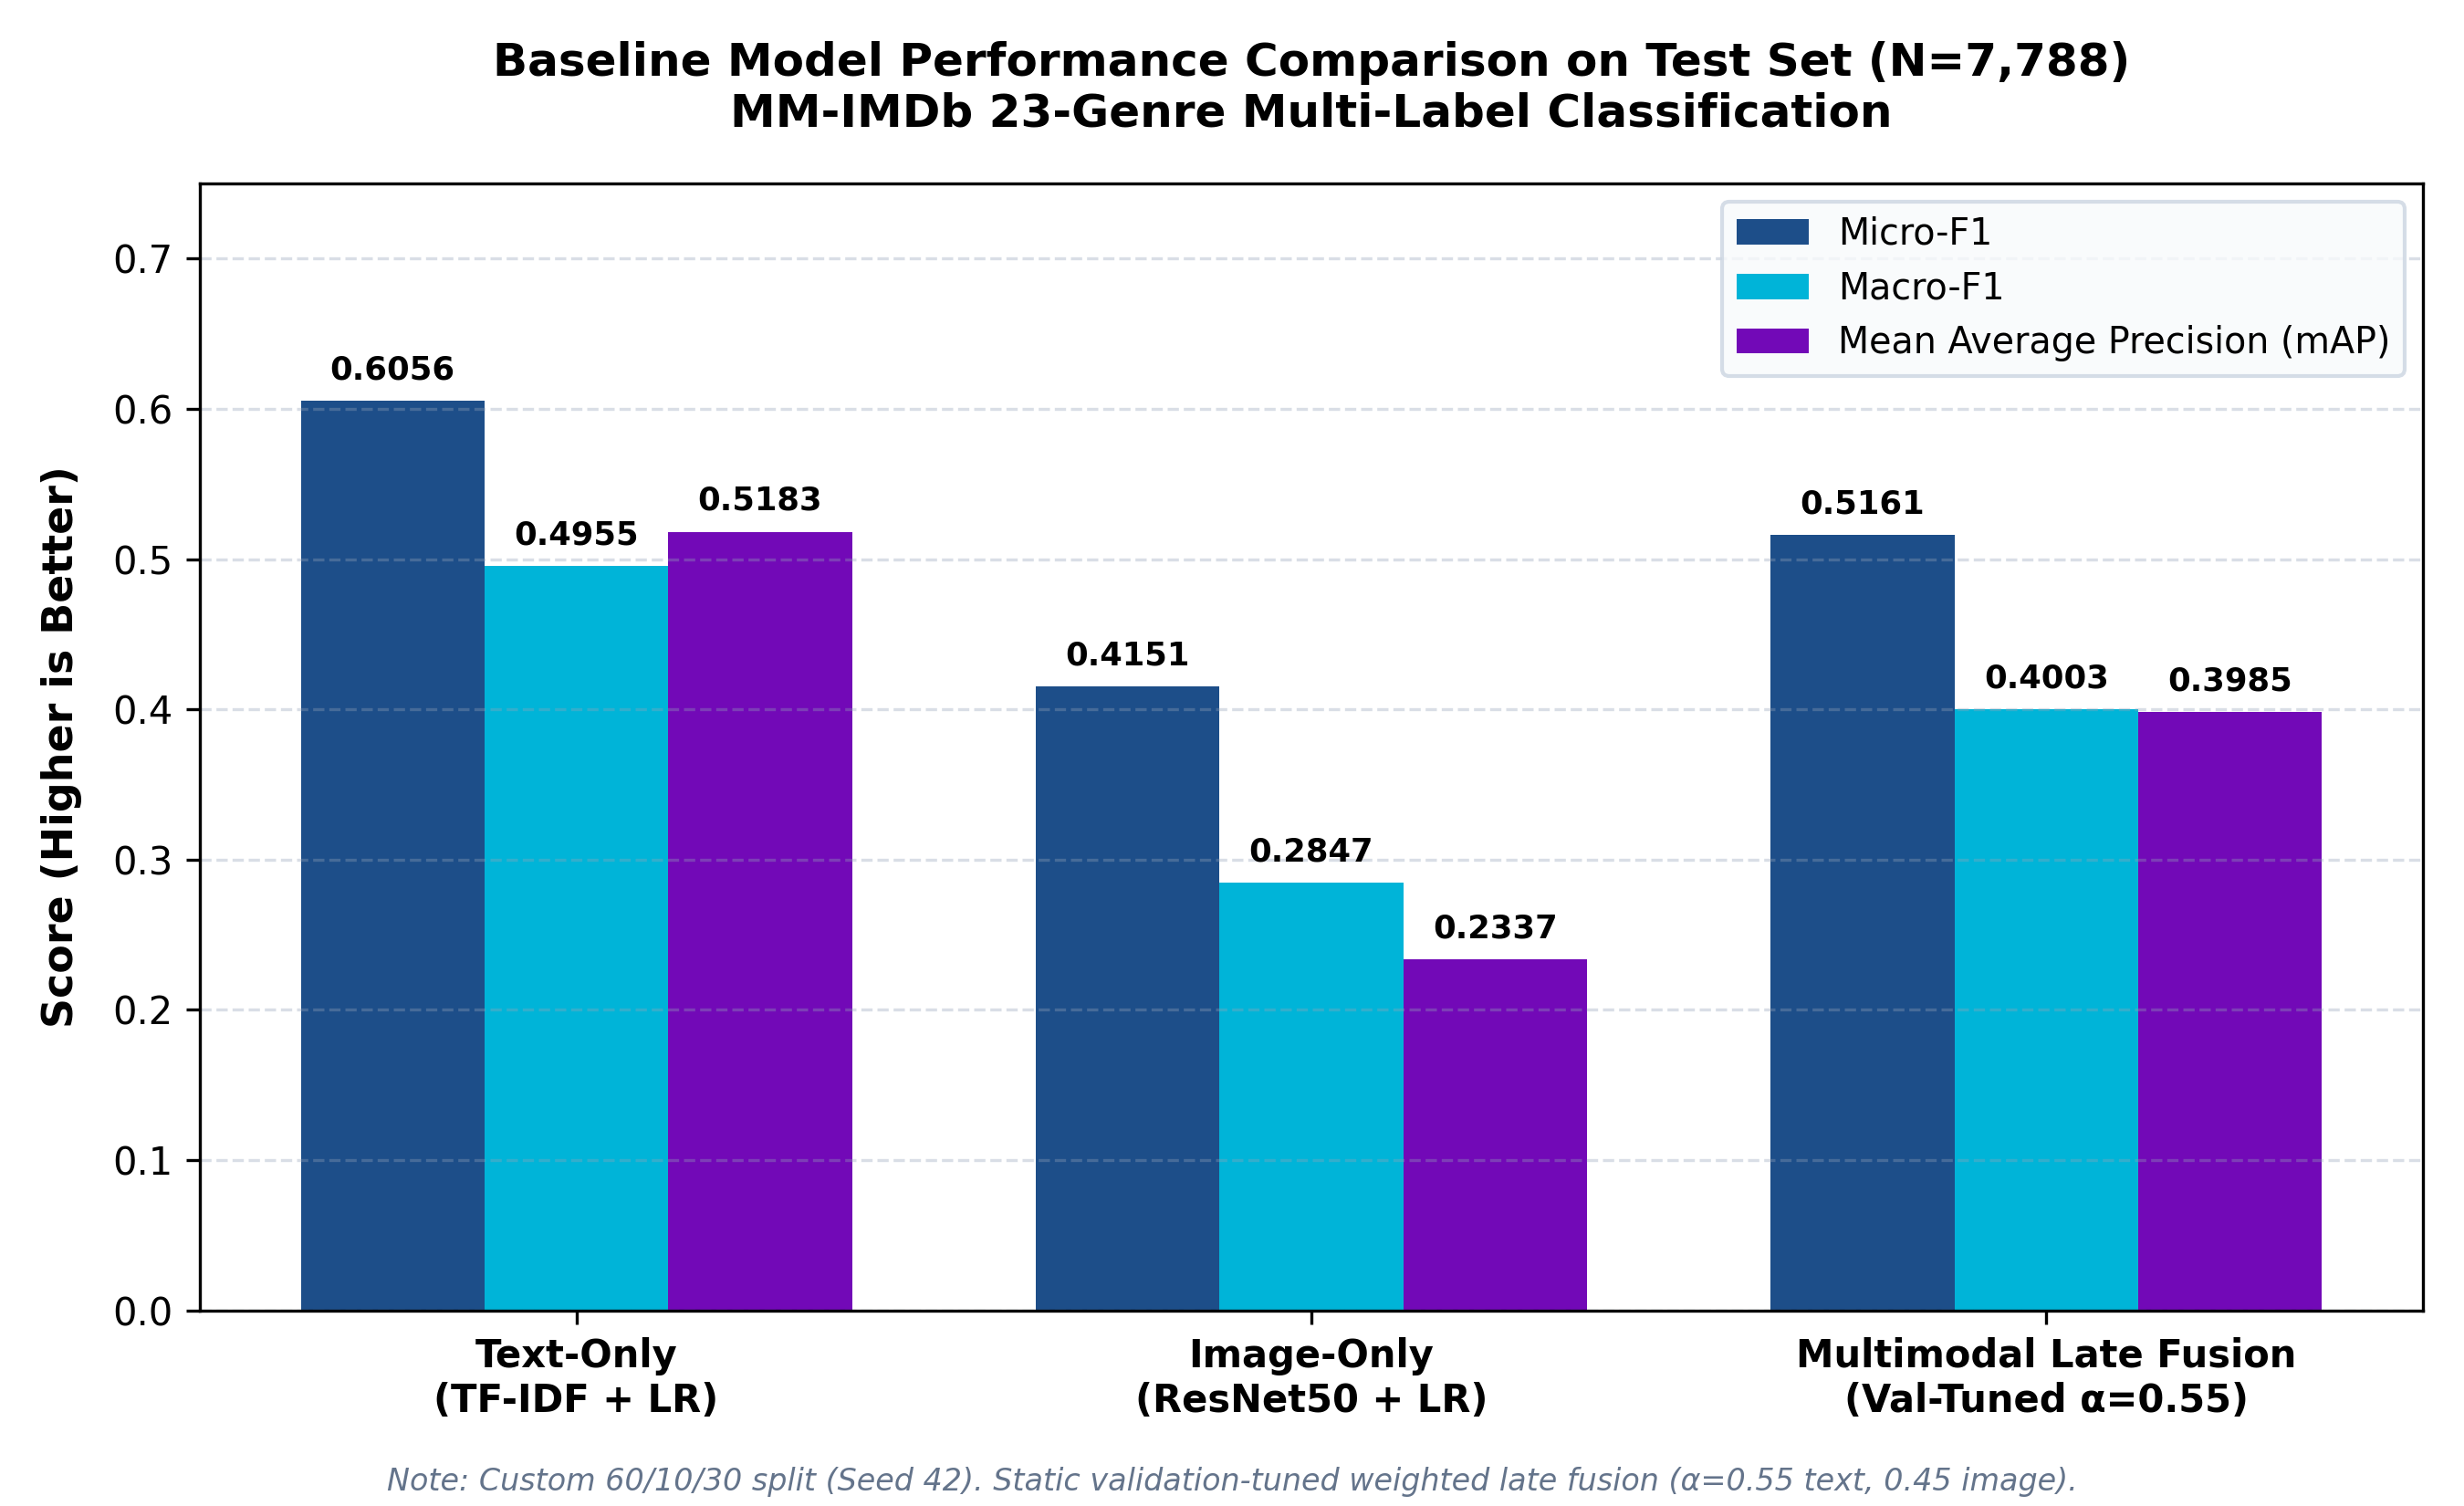 Baseline Model Performance Comparison on Test Set (N=7,788)
MM-IMDb 23-Genre Multi-Label Classification
Micro-F1
Macro-F1
Mean Average Precision (mAP)
Score (Higher is Better)
0.7
0.6
0.5
0.4
0.3
0.2
0.1
0.0
0.6056
0.4955
0.5183
0.4151
0.2847
0.2337
0.5161
0.4003
0.3985
Text-Only
(TF-IDF + LR)
Image-Only
(ResNet50 + LR)
Multimodal Late Fusion
(Val-Tuned α=0.55)
Note: Custom 60/10/30 split (Seed 42). Static validation-tuned weighted late fusion (α=0.55 text, 0.45 image).